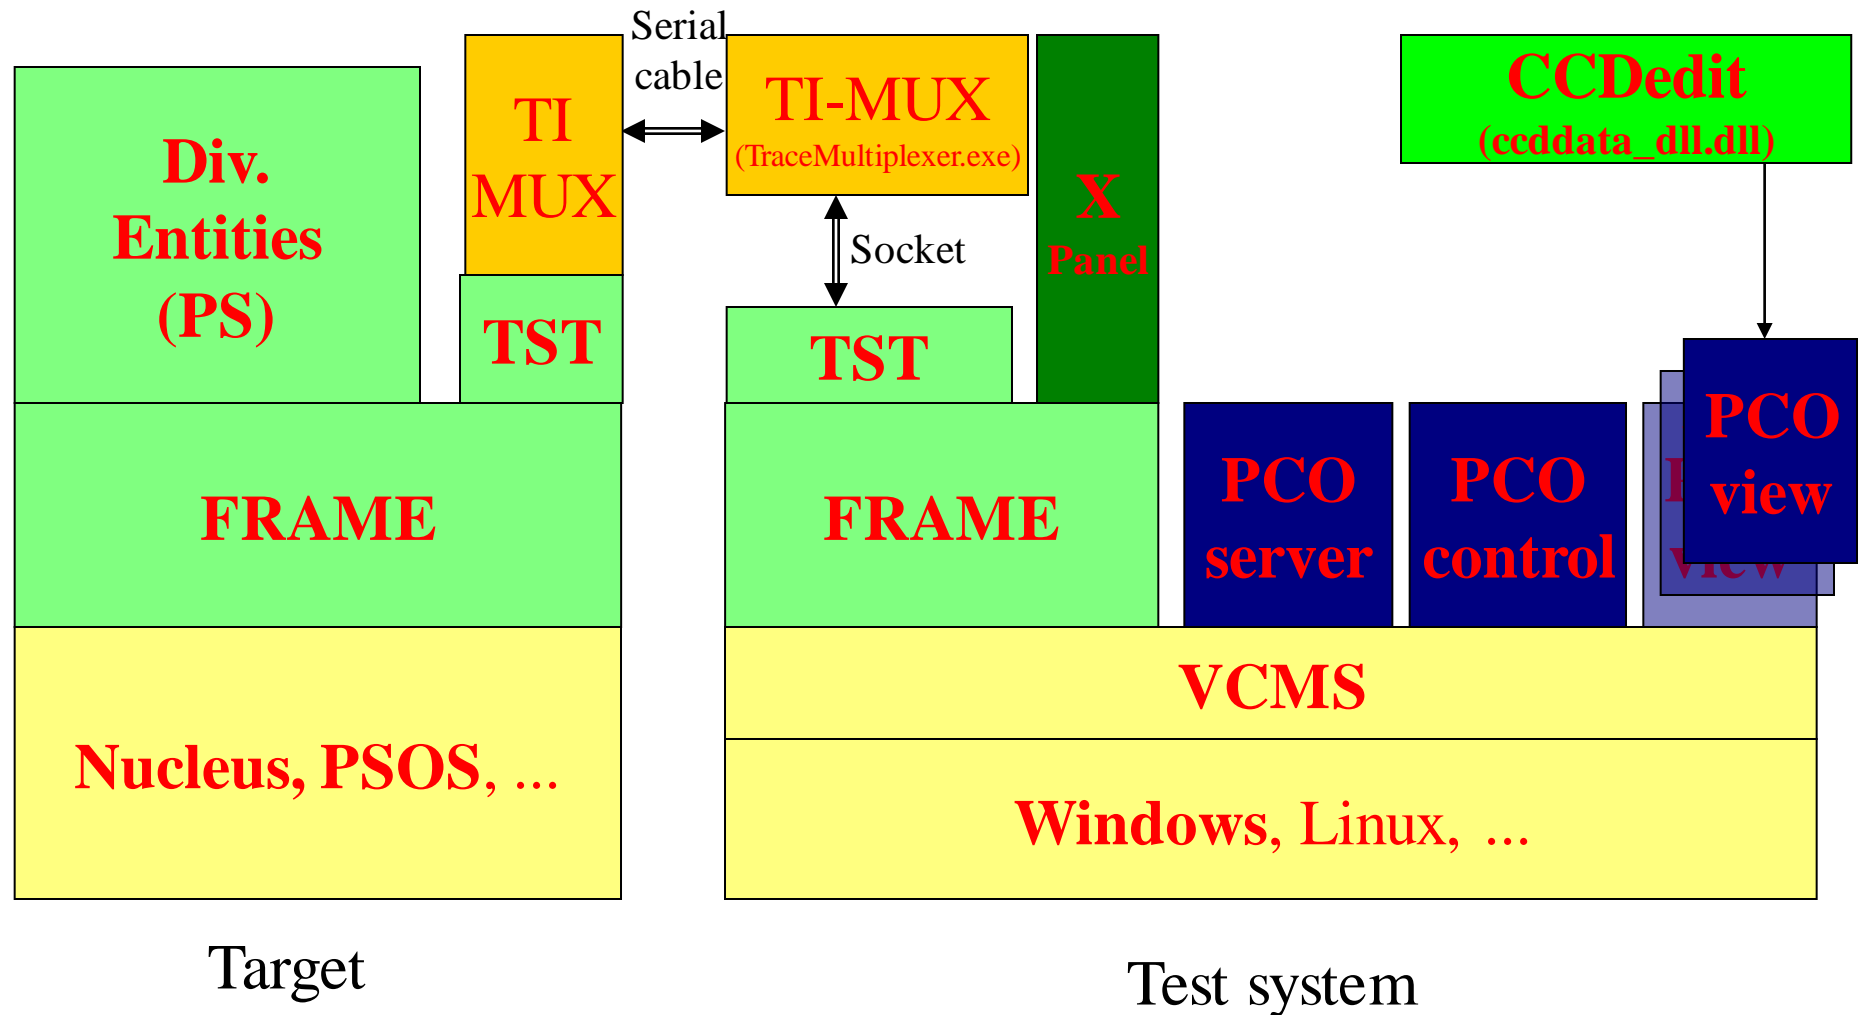 Serial
cable
Div.
Entities
(PS)
TI
MUX
TI-MUX
(TraceMultiplexer.exe)
X
Panel
CCDedit
(ccddata_dll.dll)
Socket
TST
TST
FRAME
FRAME
PCO
server
PCO
control
PCO
view
view
VCMS
Nucleus, PSOS, ...
Windows, Linux, ...
Target
Test system